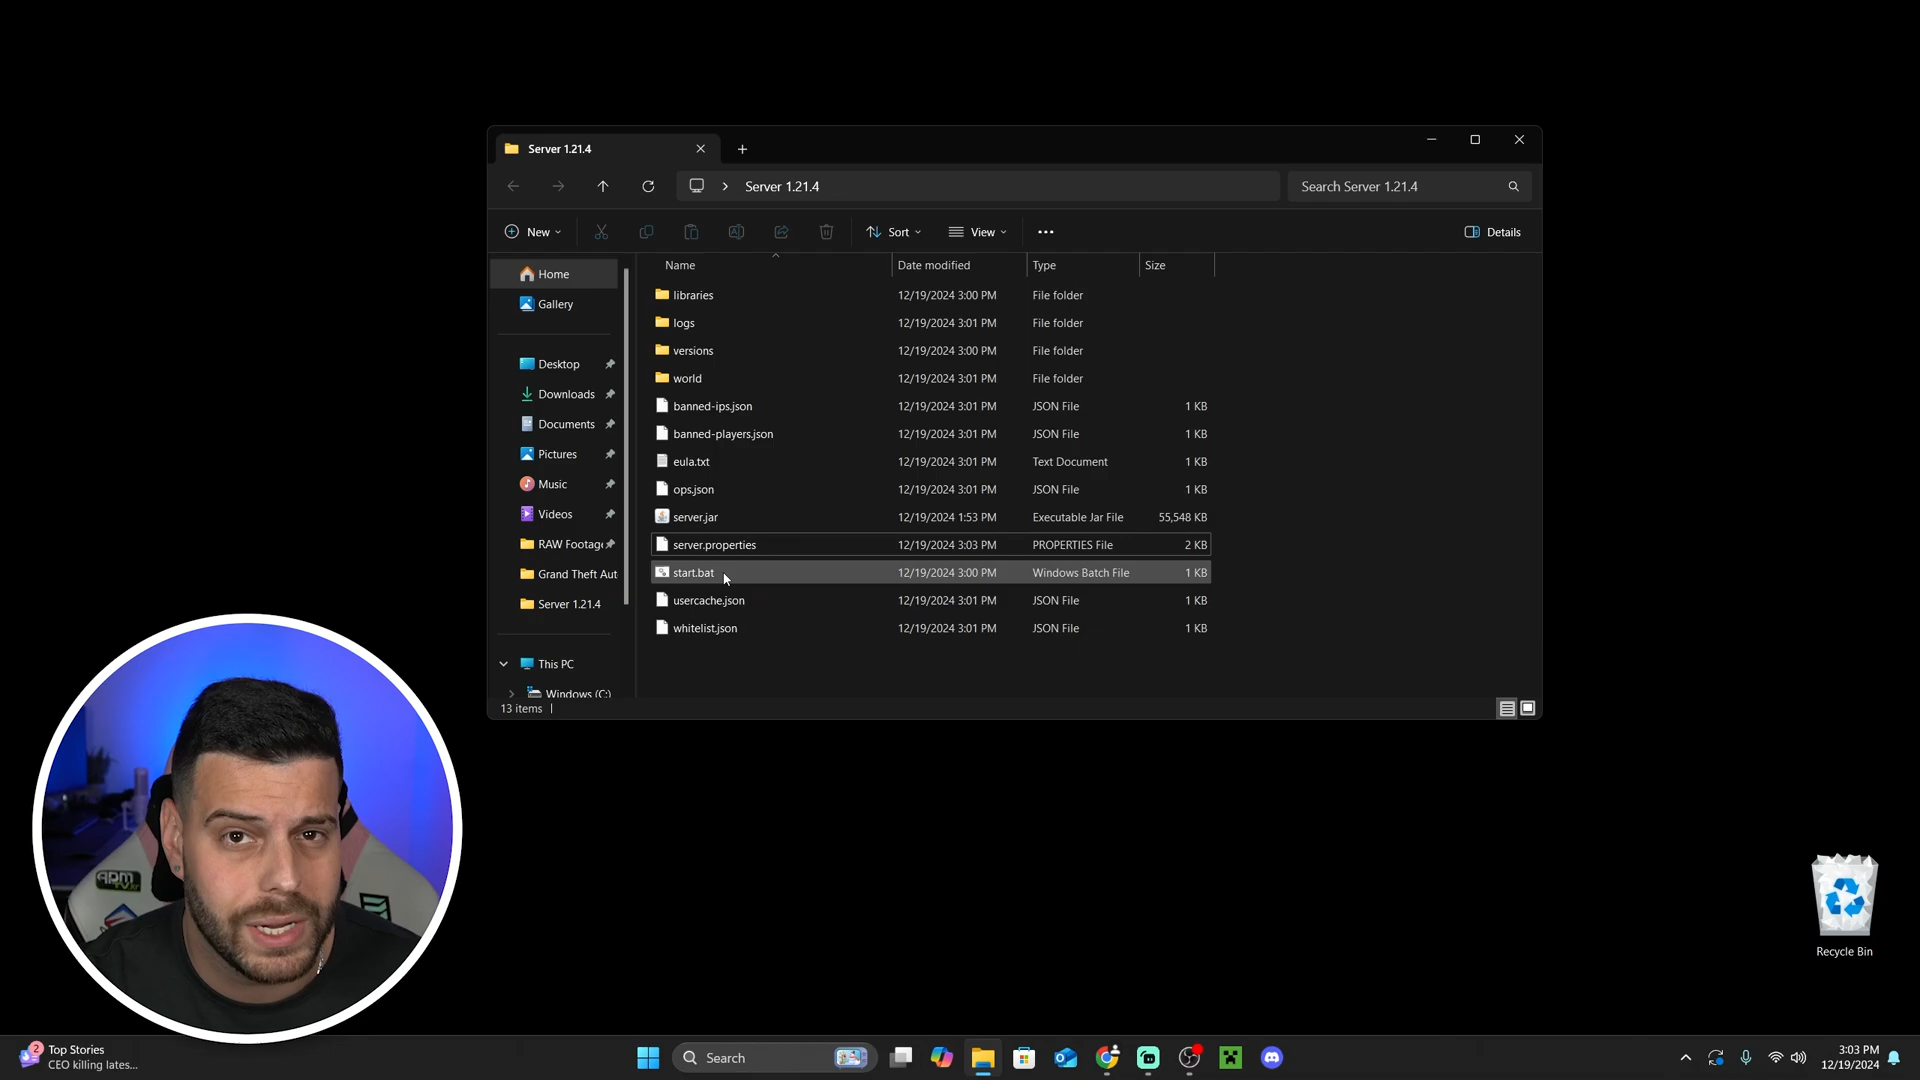 Server 1.21.4
Server 1.21.4
Search Server 1.21.4
New
Sort
View
Details
Name
Date modified
Type
Size
Home
Gallery
Desktop
Downloads
Documents
Pictures
Music
Videos
RAW Footag
Grand Theft Aut
Server 1.21.4
This PC
Windows (C:)
libraries 12/19/2024 3:00 PM File folder
logs 12/19/2024 3:01 PM File folder
versions 12/19/2024 3:00 PM File folder
world 12/19/2024 3:01 PM File folder
banned-ips.json 12/19/2024 3:01 PM JSON File 1 KB
banned-players.json 12/19/2024 3:01 PM JSON File 1 KB
eula.txt 12/19/2024 3:01 PM Text Document 1 KB
ops.json 12/19/2024 3:01 PM JSON File 1 KB
server.jar 12/19/2024 1:53 PM Executable Jar File 55,548 KB
server.properties 12/19/2024 3:03 PM PROPERTIES File 2 KB
start.bat 12/19/2024 3:00 PM Windows Batch File 1 KB
usercache.json 12/19/2024 3:01 PM JSON File 1 KB
whitelist.json 12/19/2024 3:01 PM JSON File 1 KB
13 items
Recycle Bin
2
Top Stories
CEO killing lates...
Search
3:03 PM
12/19/2024